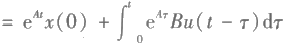 = e^{At}x(0) + ∫_0^t e^{Aτ}Bu(t − τ)dτ